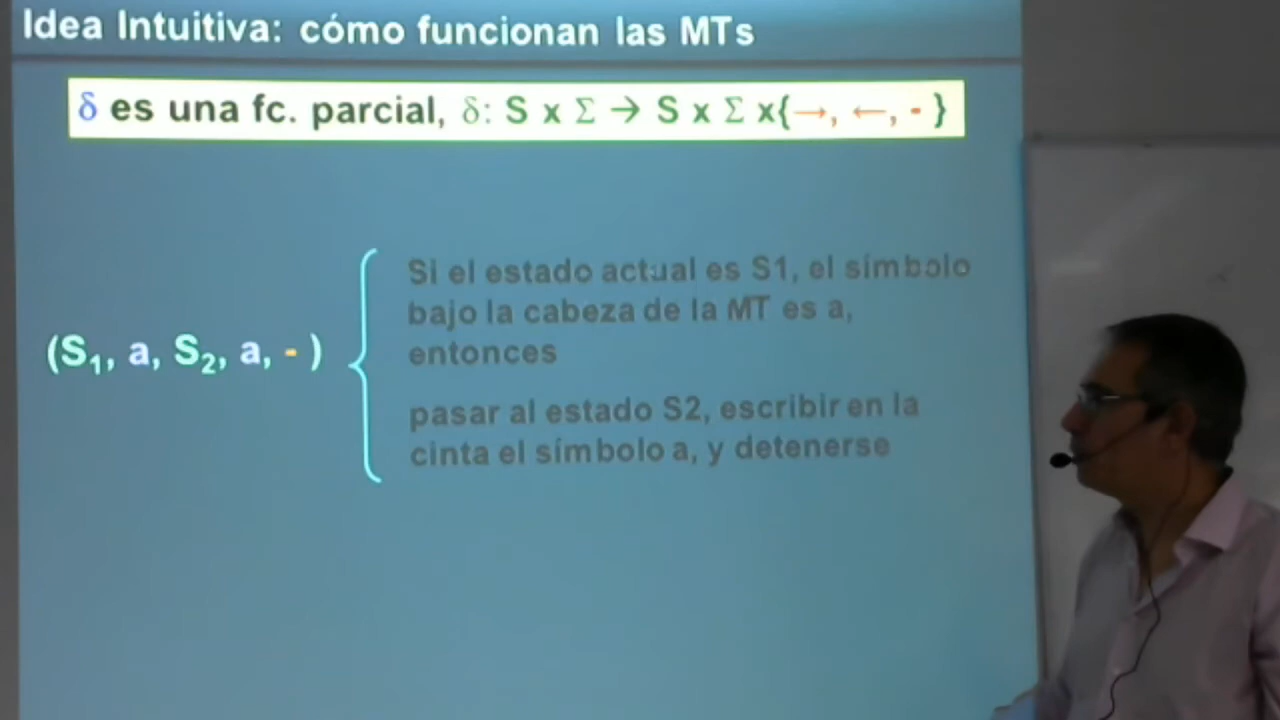 Idea Intuitiva: cómo funcionan las MTs
δ es una fc. parcial, δ: S x Σ → S x Σ x{→, ←, - }
Si el estado actual es S1, el símbolo
bajo la cabeza de la MT es a,
entonces
(S₁, a, S₂, a, - )
pasar al estado S2, escribir en la
cinta el símbolo a, y detenerse